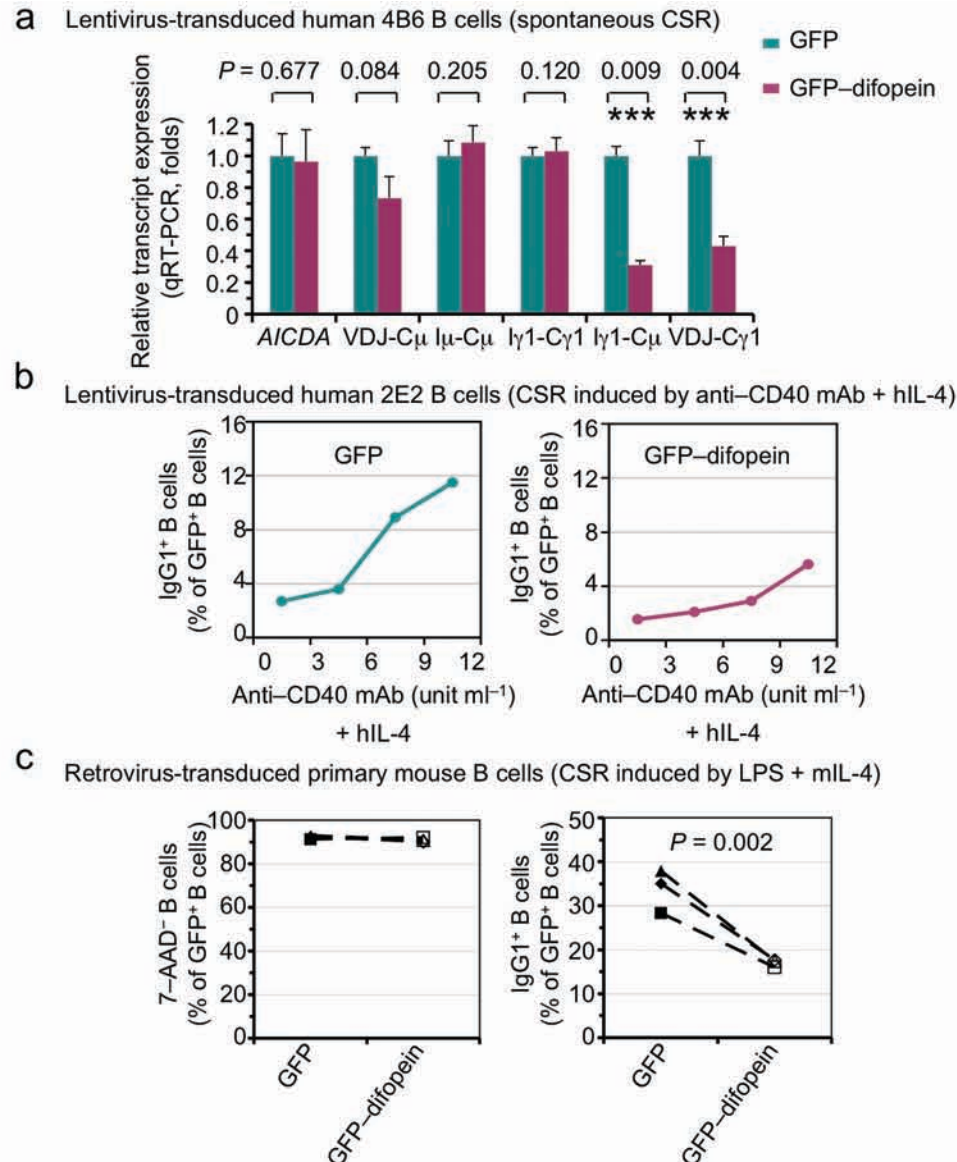 a
Lentivirus-transduced human 4B6 B cells (spontaneous CSR)
GFP
GFP–difopein
P = 0.677 0.084 0.205 0.120 0.009 0.004
*** ***
Relative transcript expression
(qRT-PCR, folds)
1.2
1.0
0.8
0.6
0.4
0.2
0
AICDA VDJ-Cμ Iμ-Cμ Iγ1-Cγ1 Iγ1-Cμ VDJ-Cγ1
b
Lentivirus-transduced human 2E2 B cells (CSR induced by anti–CD40 mAb + hIL-4)
IgG1+ B cells
(% of GFP+ B cells)
16
12
8
4
0
GFP
0 3 6 9 12
Anti–CD40 mAb (unit ml–1)
+ hIL-4
IgG1+ B cells
(% of GFP+ B cells)
16
12
8
4
0
GFP–difopein
0 3 6 9 12
Anti–CD40 mAb (unit ml–1)
+ hIL-4
c
Retrovirus-transduced primary mouse B cells (CSR induced by LPS + mIL-4)
7–AAD– B cells
(% of GFP+ B cells)
100
80
60
40
20
0
GFP
GFP–difopein
IgG1+ B cells
(% of GFP+ B cells)
50
40
30
20
10
0
P = 0.002
GFP
GFP–difopein